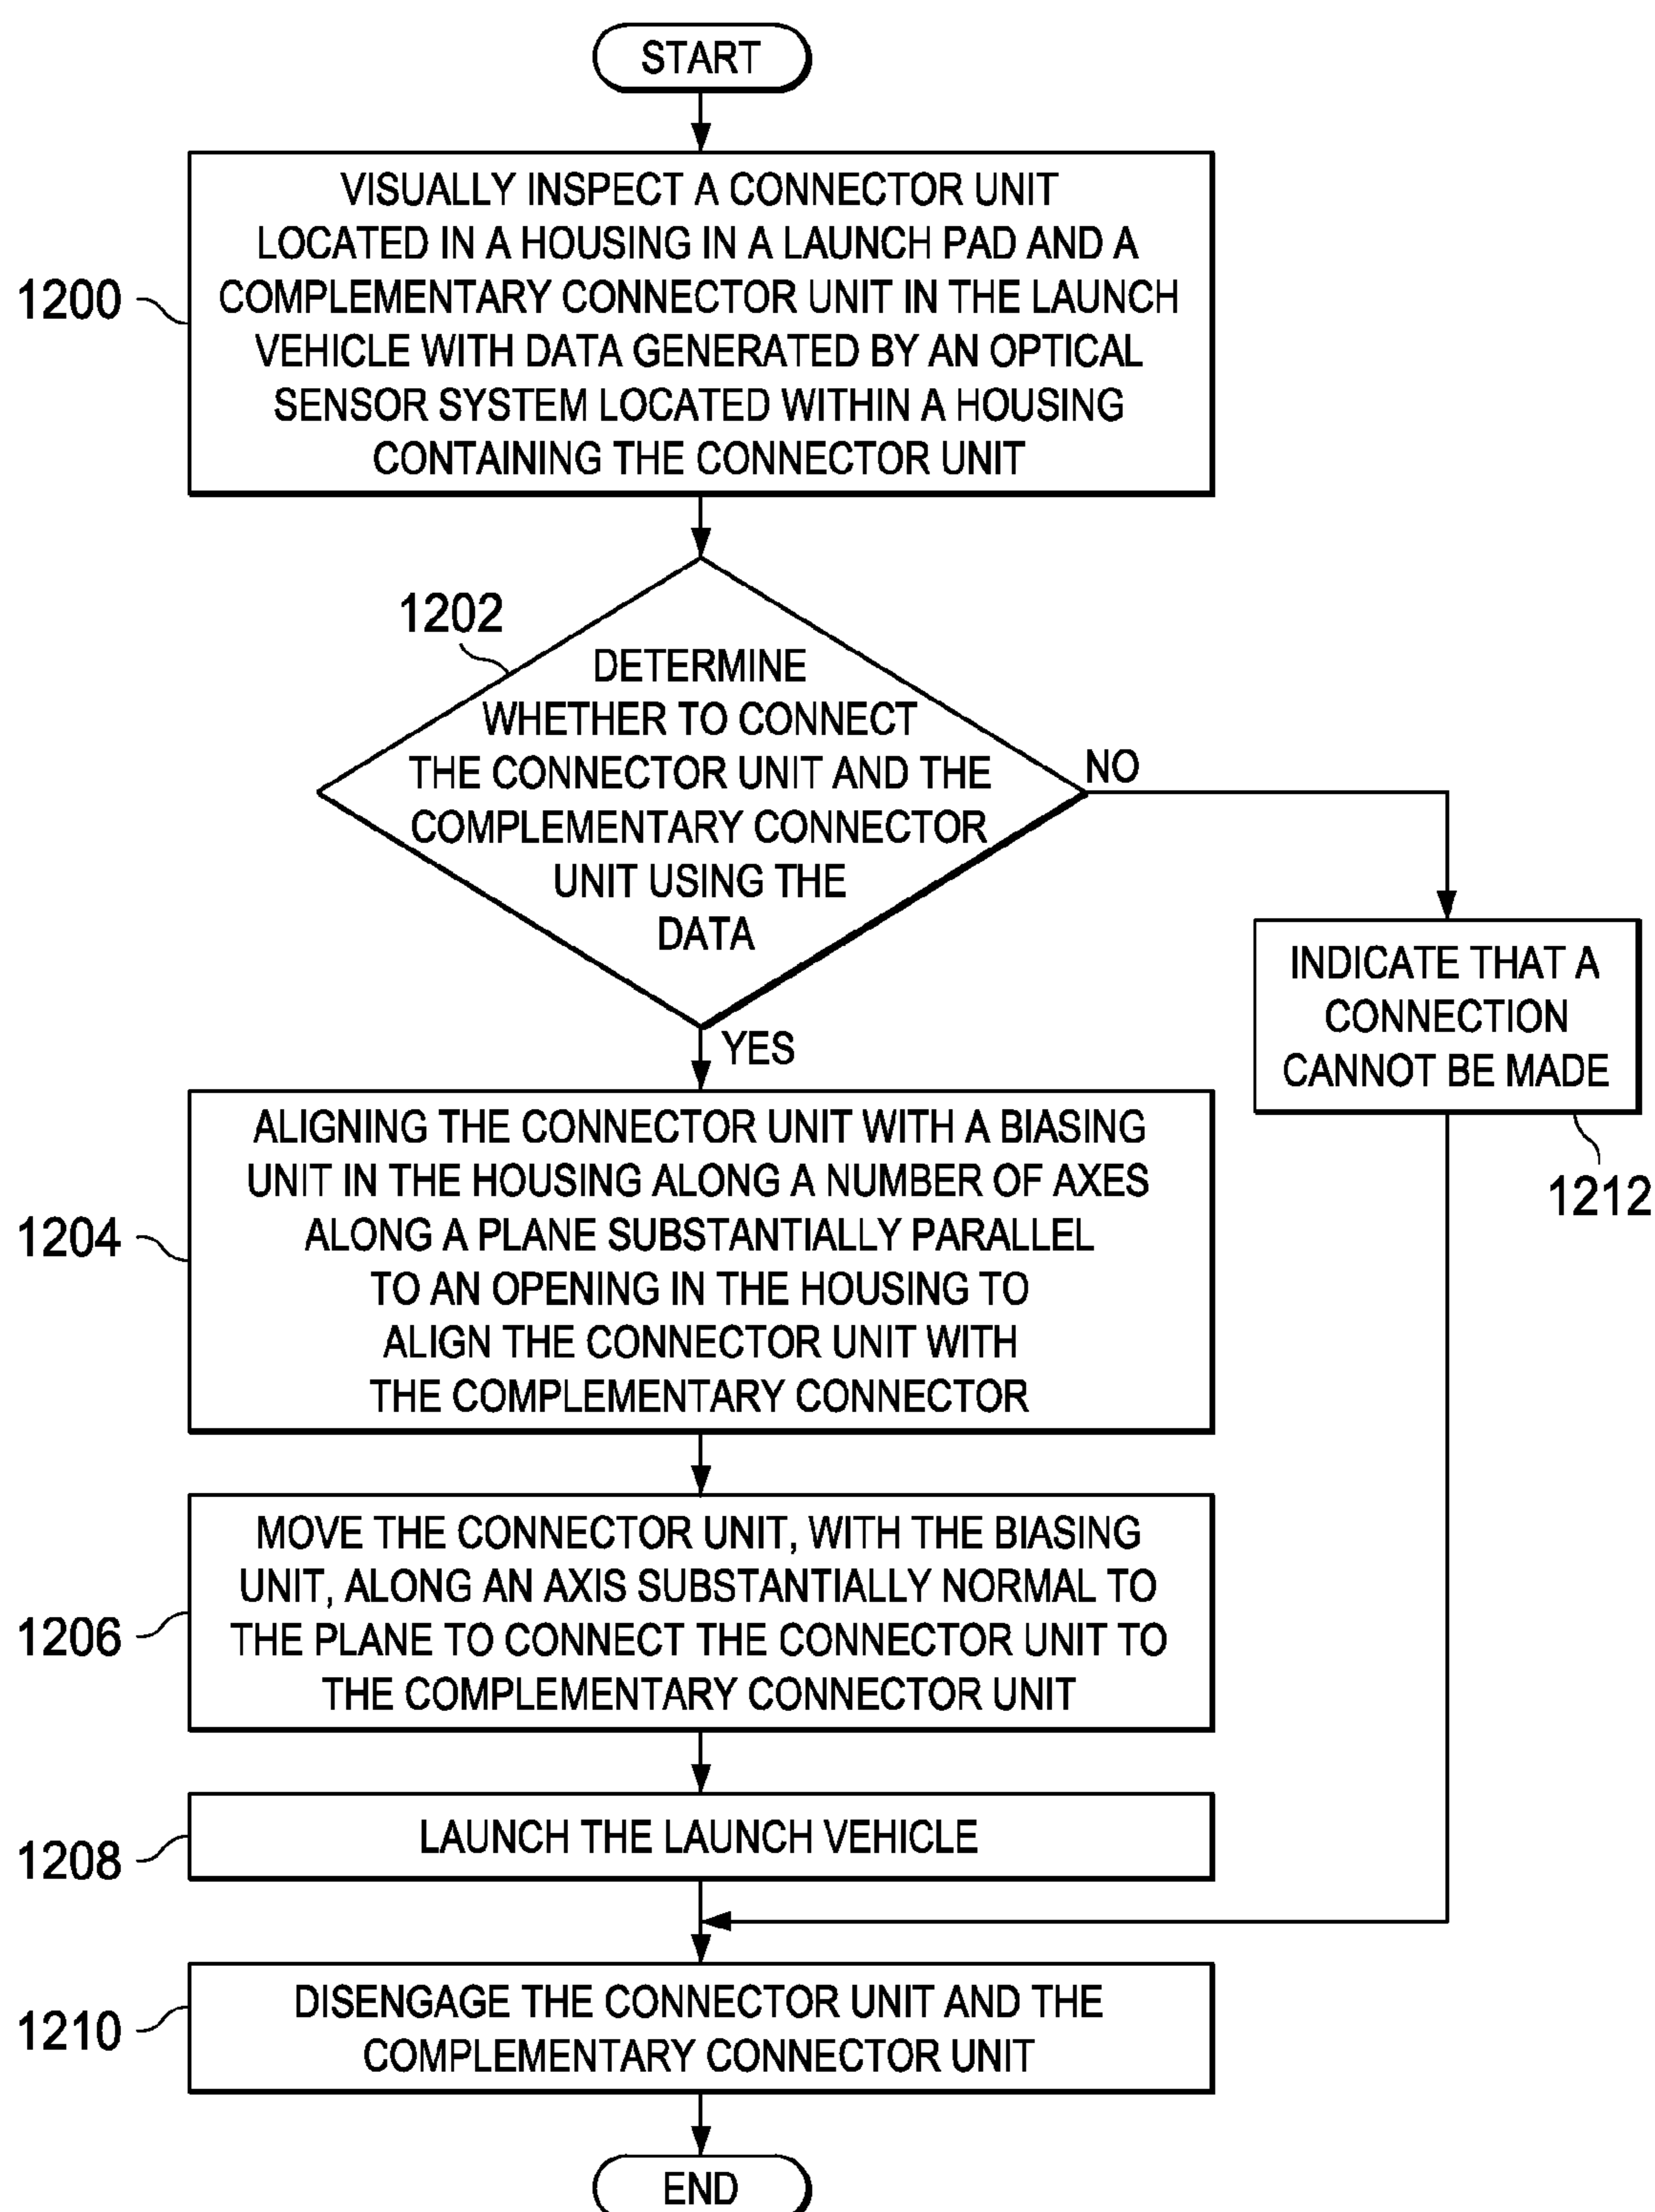 START
1200
VISUALLY INSPECT A CONNECTOR UNIT
LOCATED IN A HOUSING IN A LAUNCH PAD AND A
COMPLEMENTARY CONNECTOR UNIT IN THE LAUNCH
VEHICLE WITH DATA GENERATED BY AN OPTICAL
SENSOR SYSTEM LOCATED WITHIN A HOUSING
CONTAINING THE CONNECTOR UNIT
1202
DETERMINE
WHETHER TO CONNECT
THE CONNECTOR UNIT AND THE
COMPLEMENTARY CONNECTOR
UNIT USING THE
DATA
NO
YES
INDICATE THAT A
CONNECTION
CANNOT BE MADE
1212
1204
ALIGNING THE CONNECTOR UNIT WITH A BIASING
UNIT IN THE HOUSING ALONG A NUMBER OF AXES
ALONG A PLANE SUBSTANTIALLY PARALLEL
TO AN OPENING IN THE HOUSING TO
ALIGN THE CONNECTOR UNIT WITH
THE COMPLEMENTARY CONNECTOR
1206
MOVE THE CONNECTOR UNIT, WITH THE BIASING
UNIT, ALONG AN AXIS SUBSTANTIALLY NORMAL TO
THE PLANE TO CONNECT THE CONNECTOR UNIT TO
THE COMPLEMENTARY CONNECTOR UNIT
1208
LAUNCH THE LAUNCH VEHICLE
1210
DISENGAGE THE CONNECTOR UNIT AND THE
COMPLEMENTARY CONNECTOR UNIT
END